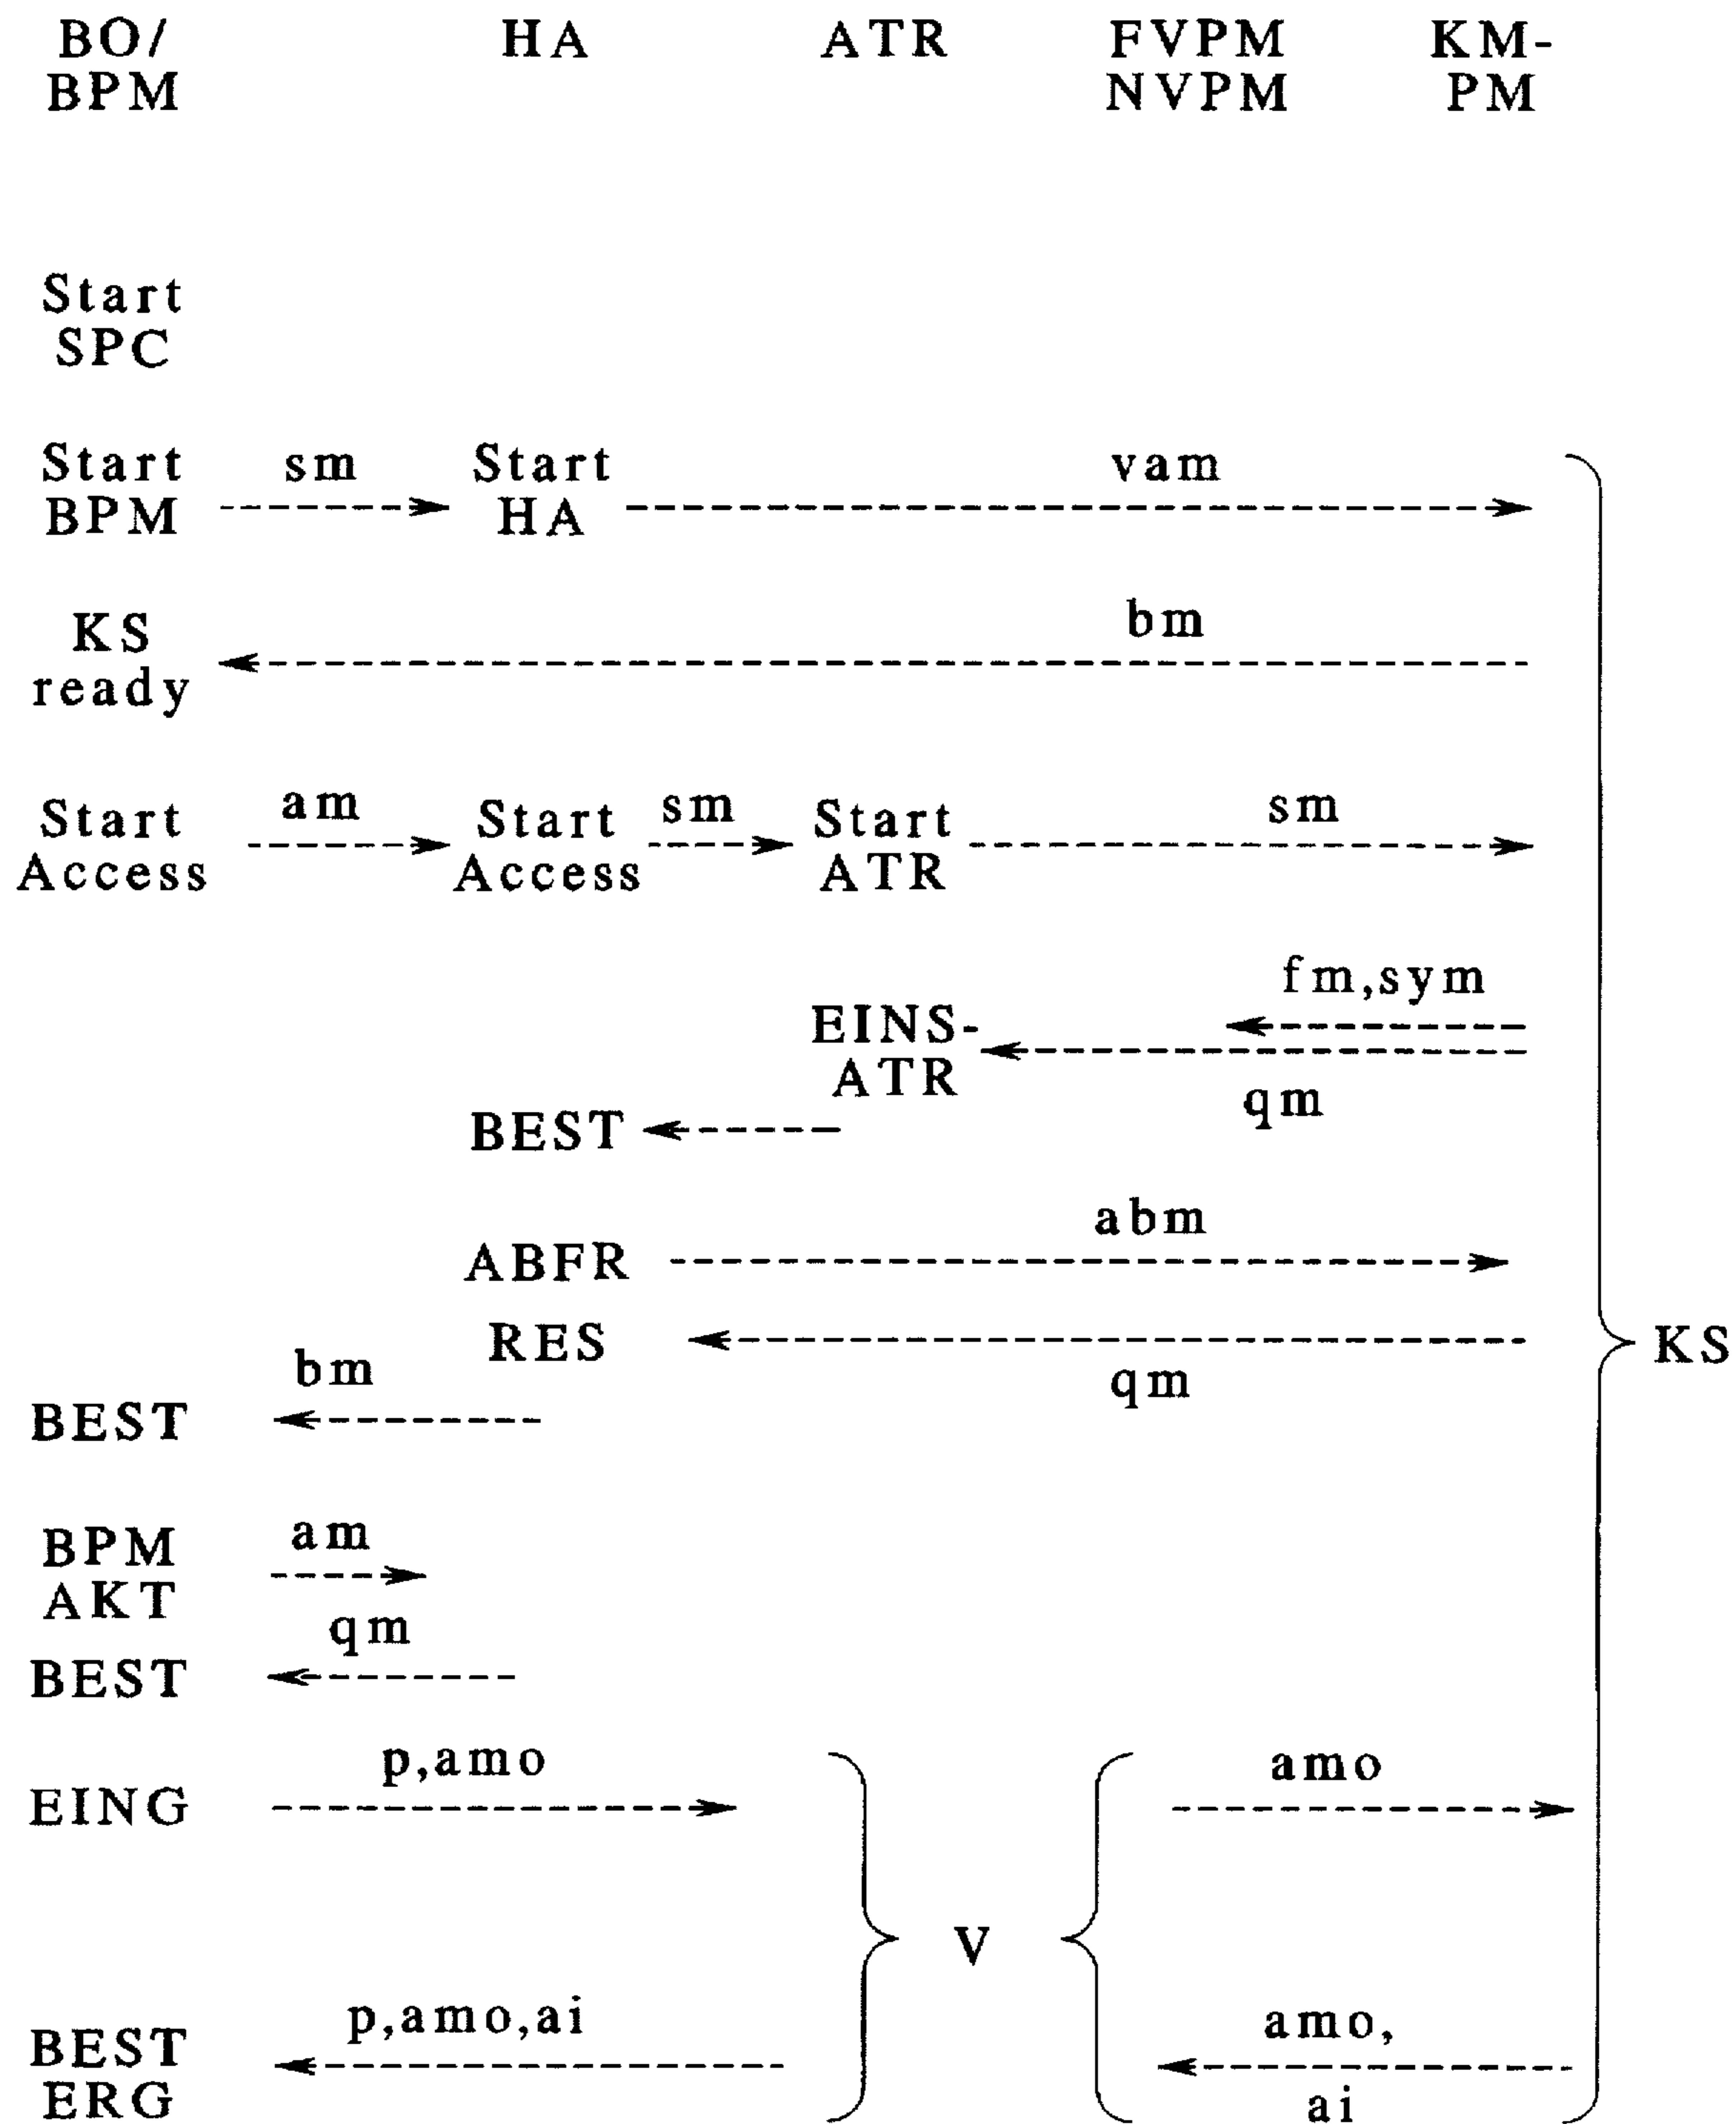 BO/ HA ATR FVPM KM-
BPM NVPM PM
Start
SPC
Start sm Start vam
BPM HA
bm
KS
ready
am sm sm
Start Start Start
Access Access ATR
fm,sym
EINS-
ATR
qm
BEST
abm
ABFR
RES
KS
bm qm
BEST
am
BPM
AKT
qm
BEST
p,amo amo
EING
V
p,amo,ai amo,
BEST
ERG ai